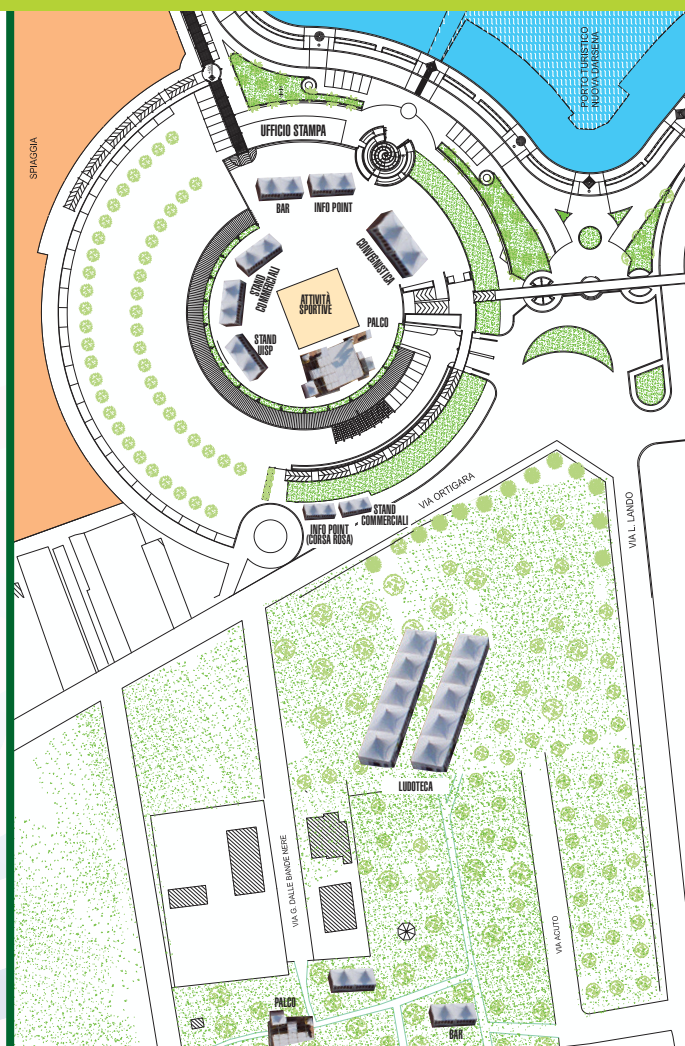 PORTO TURISTICO
NUOVA DARSENA
SPIAGGIA
UFFICIO STAMPA
BAR
INFO POINT
CONVEGNISTICA
STAND
COMMERCIALI
ATTIVITÀ
SPORTIVE
PALCO
STAND
UISP
VIA ORTIGARA
STAND
COMMERCIALI
INFO POINT
(CORSA ROSA)
VIA L. LANDO
LUDOTECA
VIA G. DALLE BANDE NERE
VIA ACUTO
PALCO
BAR